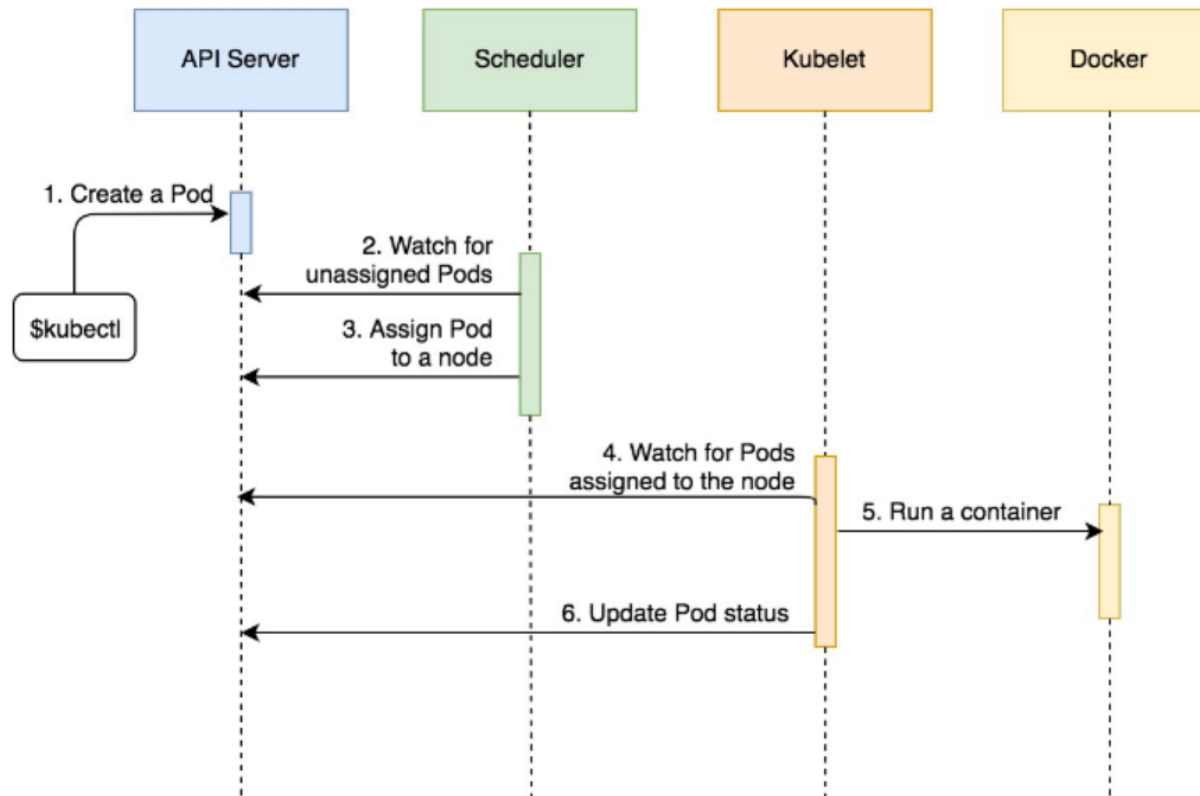 API Server
Scheduler
Kubelet
Docker
1. Create a Pod
2. Watch for
unassigned Pods
$kubectl
3. Assign Pod
to a node
4. Watch for Pods
assigned to the node
5. Run a container
6. Update Pod status